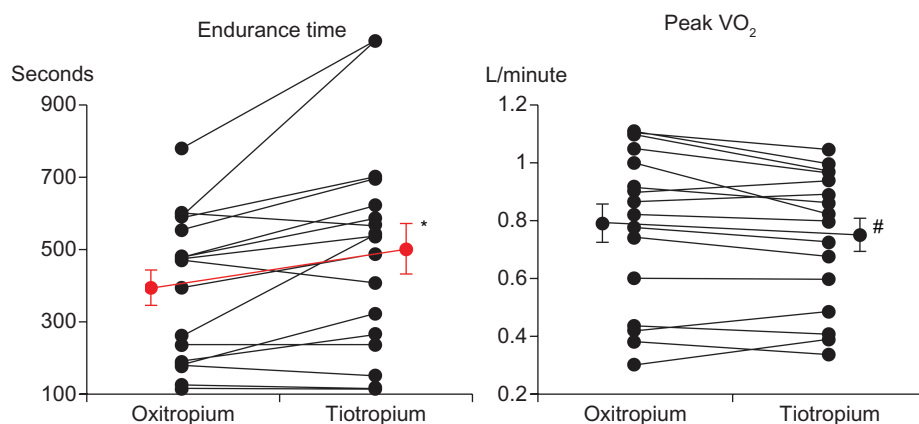 Endurance time
Seconds
900
700
500
300
100
*
Oxitropium
Tiotropium
Peak VO₂
L/minute
1.2
1
0.8
0.6
0.4
0.2
#
Oxitropium
Tiotropium